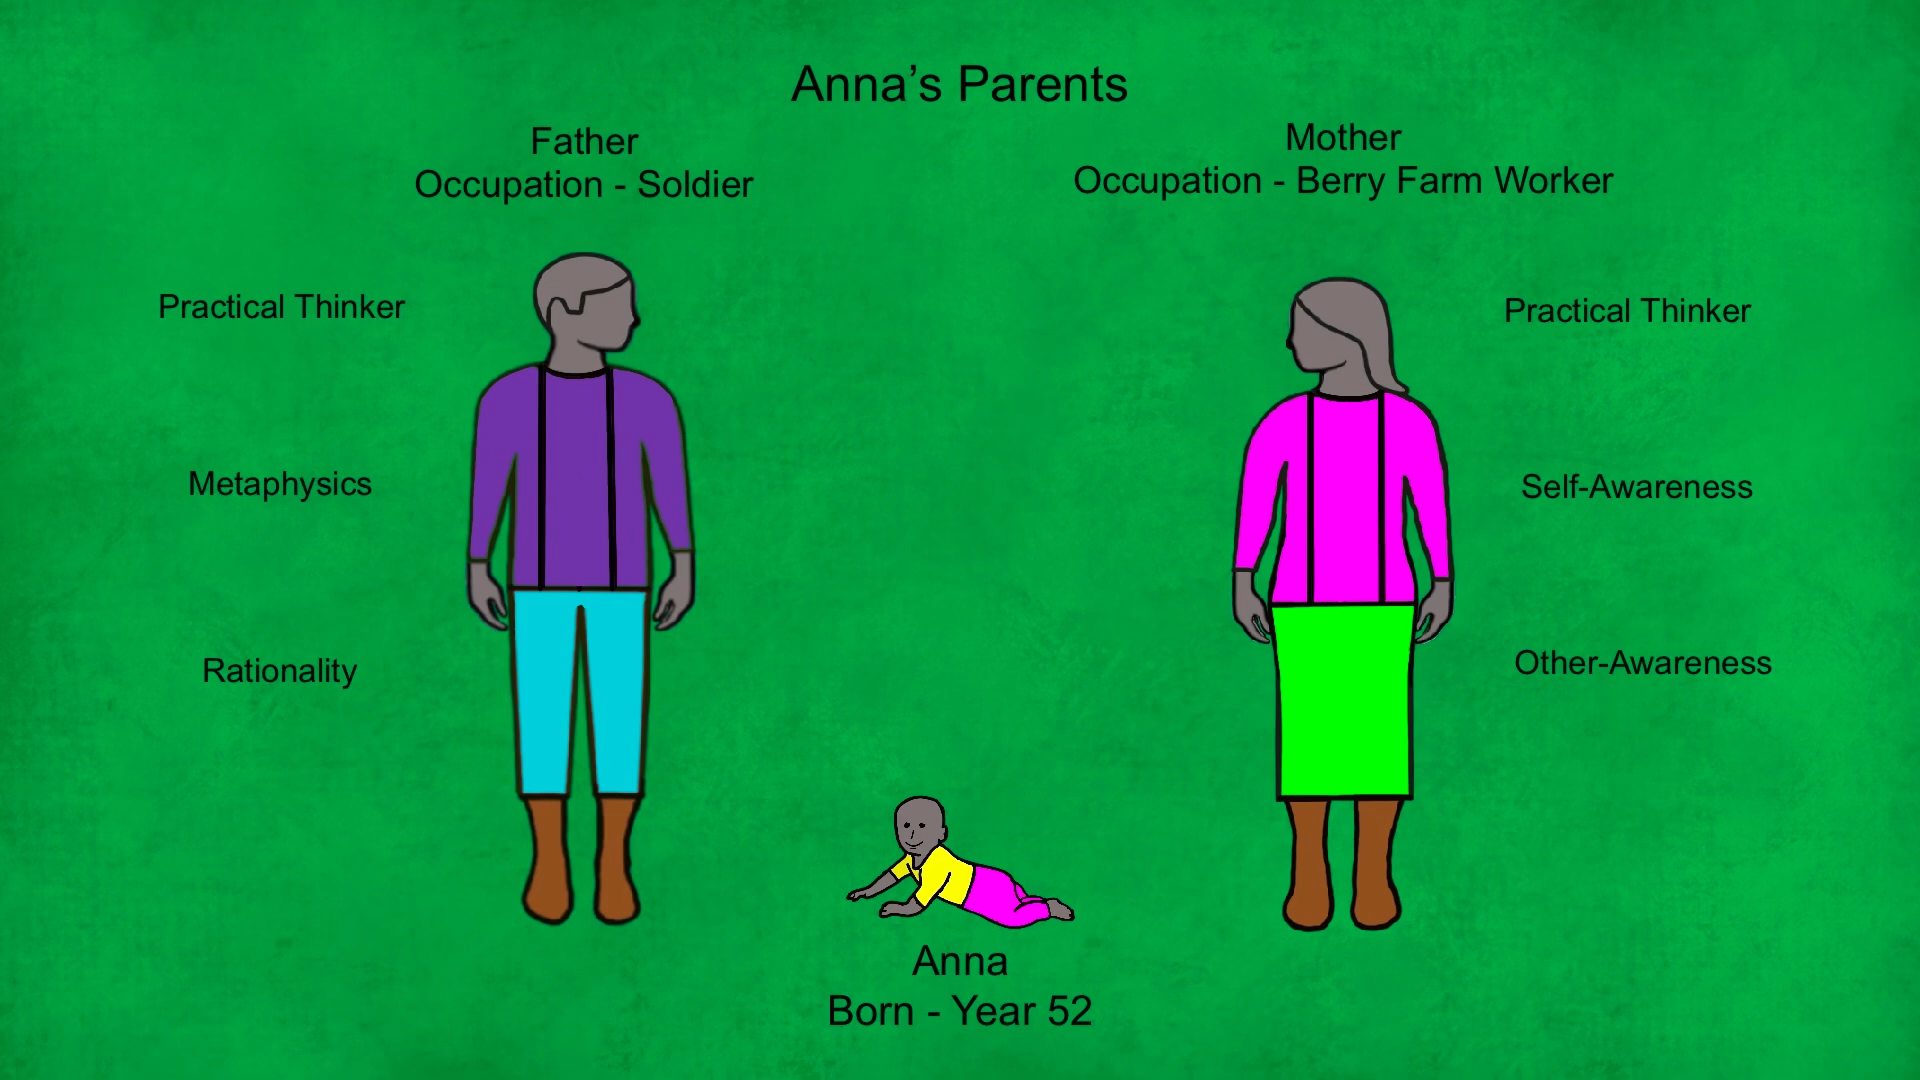 Anna’s Parents
Father
Occupation - Soldier
Mother
Occupation - Berry Farm Worker
Practical Thinker
Metaphysics
Rationality
Practical Thinker
Self-Awareness
Other-Awareness
Anna
Born - Year 52